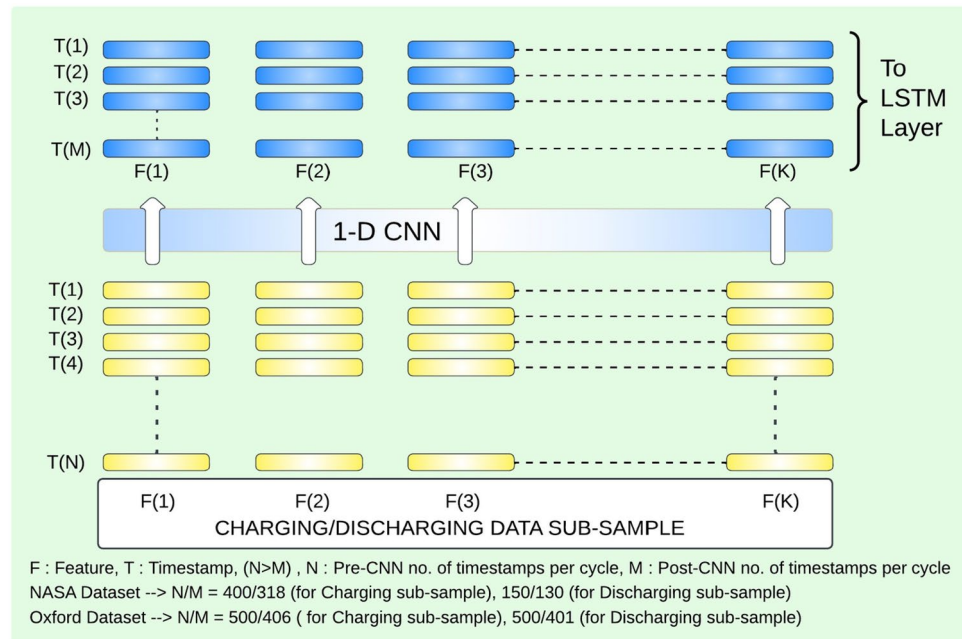 T(1)
T(2)
T(3)
T(M)
F(1) F(2) F(3) F(K)
To
LSTM
Layer
1-D CNN
T(1)
T(2)
T(3)
T(4)
T(N)
F(1) F(2) F(3) F(K)
CHARGING/DISCHARGING DATA SUB-SAMPLE
F : Feature, T : Timestamp, (N>M) , N : Pre-CNN no. of timestamps per cycle, M : Post-CNN no. of timestamps per cycle
NASA Dataset --> N/M = 400/318 (for Charging sub-sample), 150/130 (for Discharging sub-sample)
Oxford Dataset --> N/M = 500/406 ( for Charging sub-sample), 500/401 (for Discharging sub-sample)